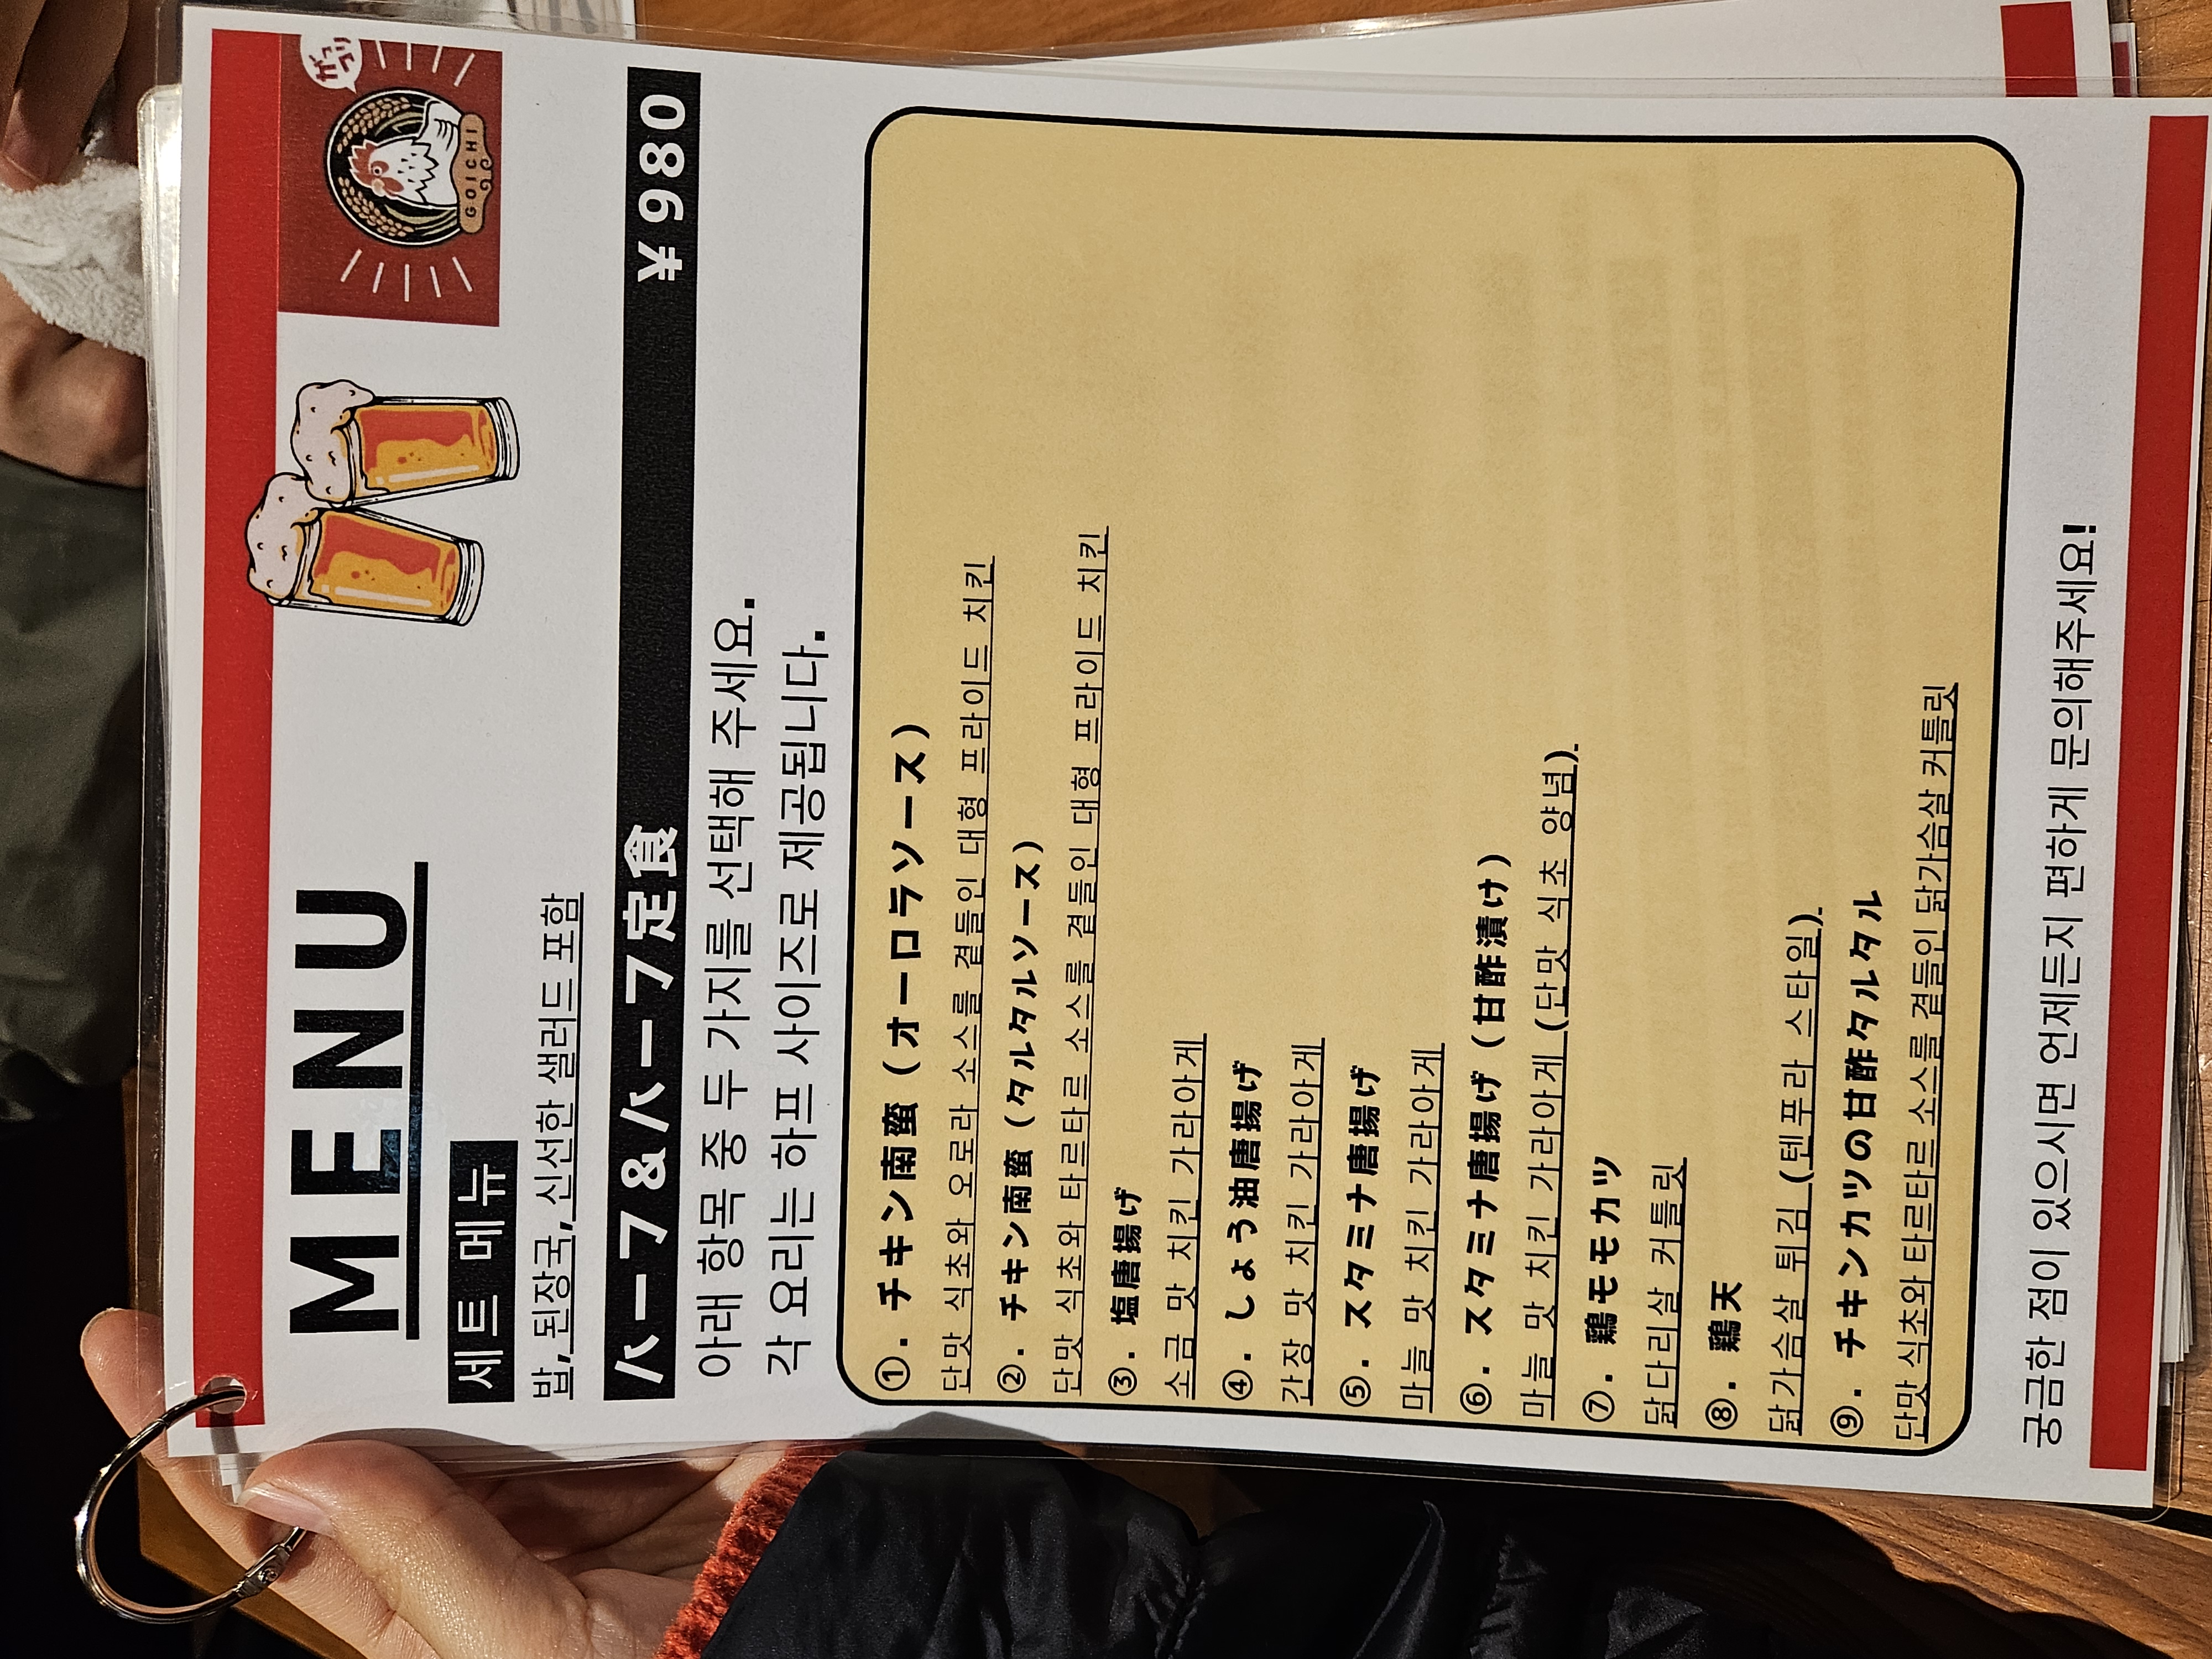 MENU
がっつり
GOICHI
세트 메뉴
밥, 된장국, 신선한 샐러드 포함
ハーフ&ハーフ定食 ¥980
아래 항목 중 두 가지를 선택해 주세요.
각 요리는 하프 사이즈로 제공됩니다.
①. チキン南蛮(オーロラソース)
단맛 식초와 오로라 소스를 곁들인 대형 프라이드 치킨
②. チキン南蛮(タルタルソース)
단맛 식초와 타르타르 소스를 곁들인 대형 프라이드 치킨
③. 塩唐揚げ
소금 맛 치킨 가라아게
④. しょう油唐揚げ
간장 맛 치킨 가라아게
⑤. スタミナ唐揚げ
마늘 맛 치킨 가라아게
⑥. スタミナ唐揚げ(甘酢漬け)
마늘 맛 치킨 가라아게 (단맛 식초 양념)
⑦. 鶏モモカツ
닭다리살 커틀릿
⑧. 鶏天
닭가슴살 튀김 (텐푸라 스타일)
⑨. チキンカツの甘酢タルタル
단맛 식초와 타르타르 소스를 곁들인 닭가슴살 커틀릿
궁금한 점이 있으시면 언제든지 편하게 문의해주세요!